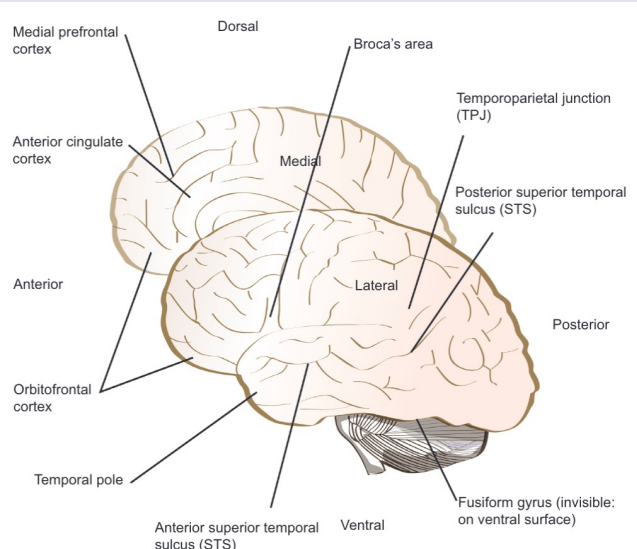 Medial prefrontal
cortex
Dorsal
Broca's area
Temporoparietal junction
(TPJ)
Anterior cingulate
cortex
Medial
Posterior superior temporal
sulcus (STS)
Anterior
Lateral
Posterior
Orbitofrontal
cortex
Temporal pole
Fusiform gyrus (invisible:
on ventral surface)
Anterior superior temporal
sulcus (STS)
Ventral